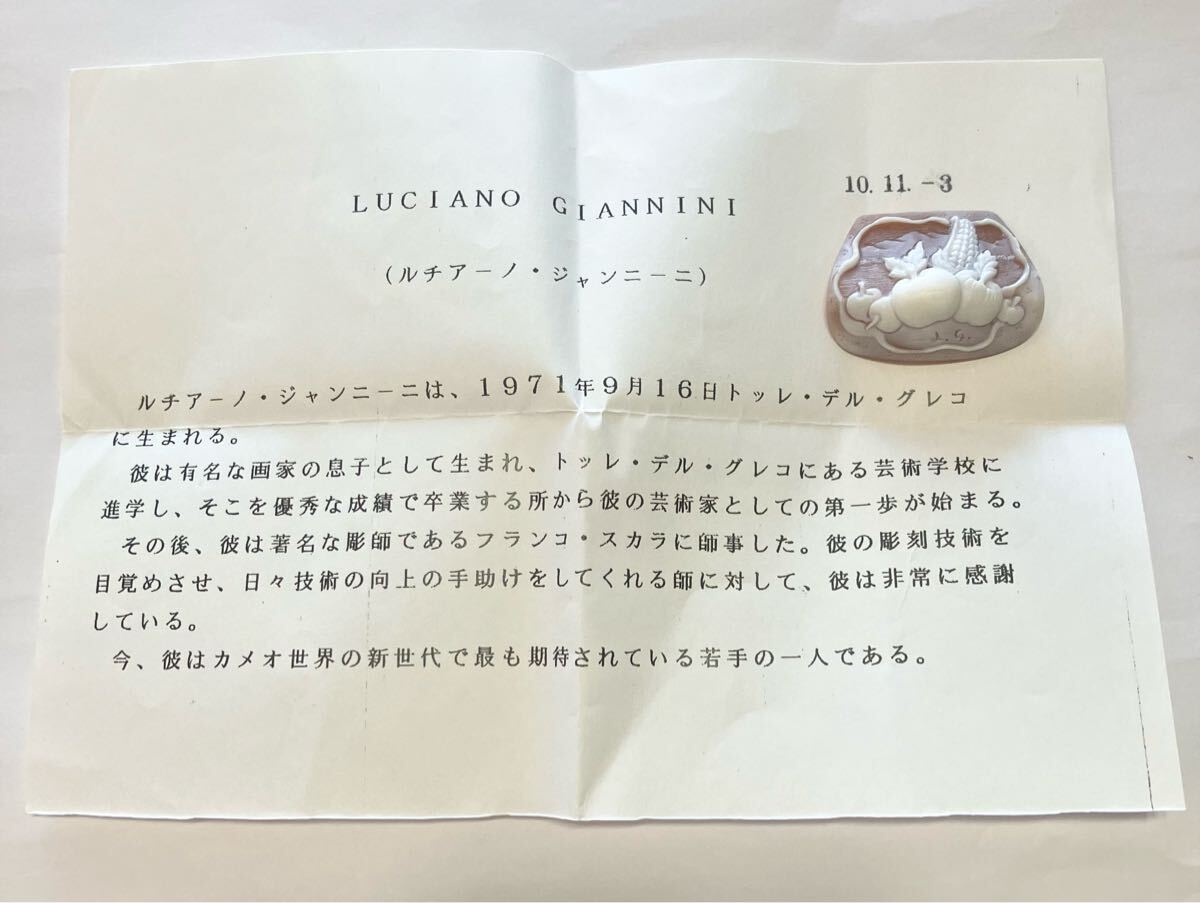 LUCIANO GIANNINI
10.11.-3
(ルチアーノ・ジャンニーニ)
L.G.
ルチアーノ・ジャンニーニは、1971年9月16日トッレ・デル・グレコ
に生まれる。
彼は有名な画家の息子として生まれ、トッレ・デル・グレコにある芸術学校に
進学し、そこを優秀な成績で卒業する所から彼の芸術家としての第一歩が始まる。
その後、彼は著名な彫師であるフランコ・スカラに師事した。彼の彫刻技術を
目覚めさせ、日々技術の向上の手助けをしてくれる師に対して、彼は非常に感謝
している。
今、彼はカメオ世界の新世代で最も期待されている若手の一人である。